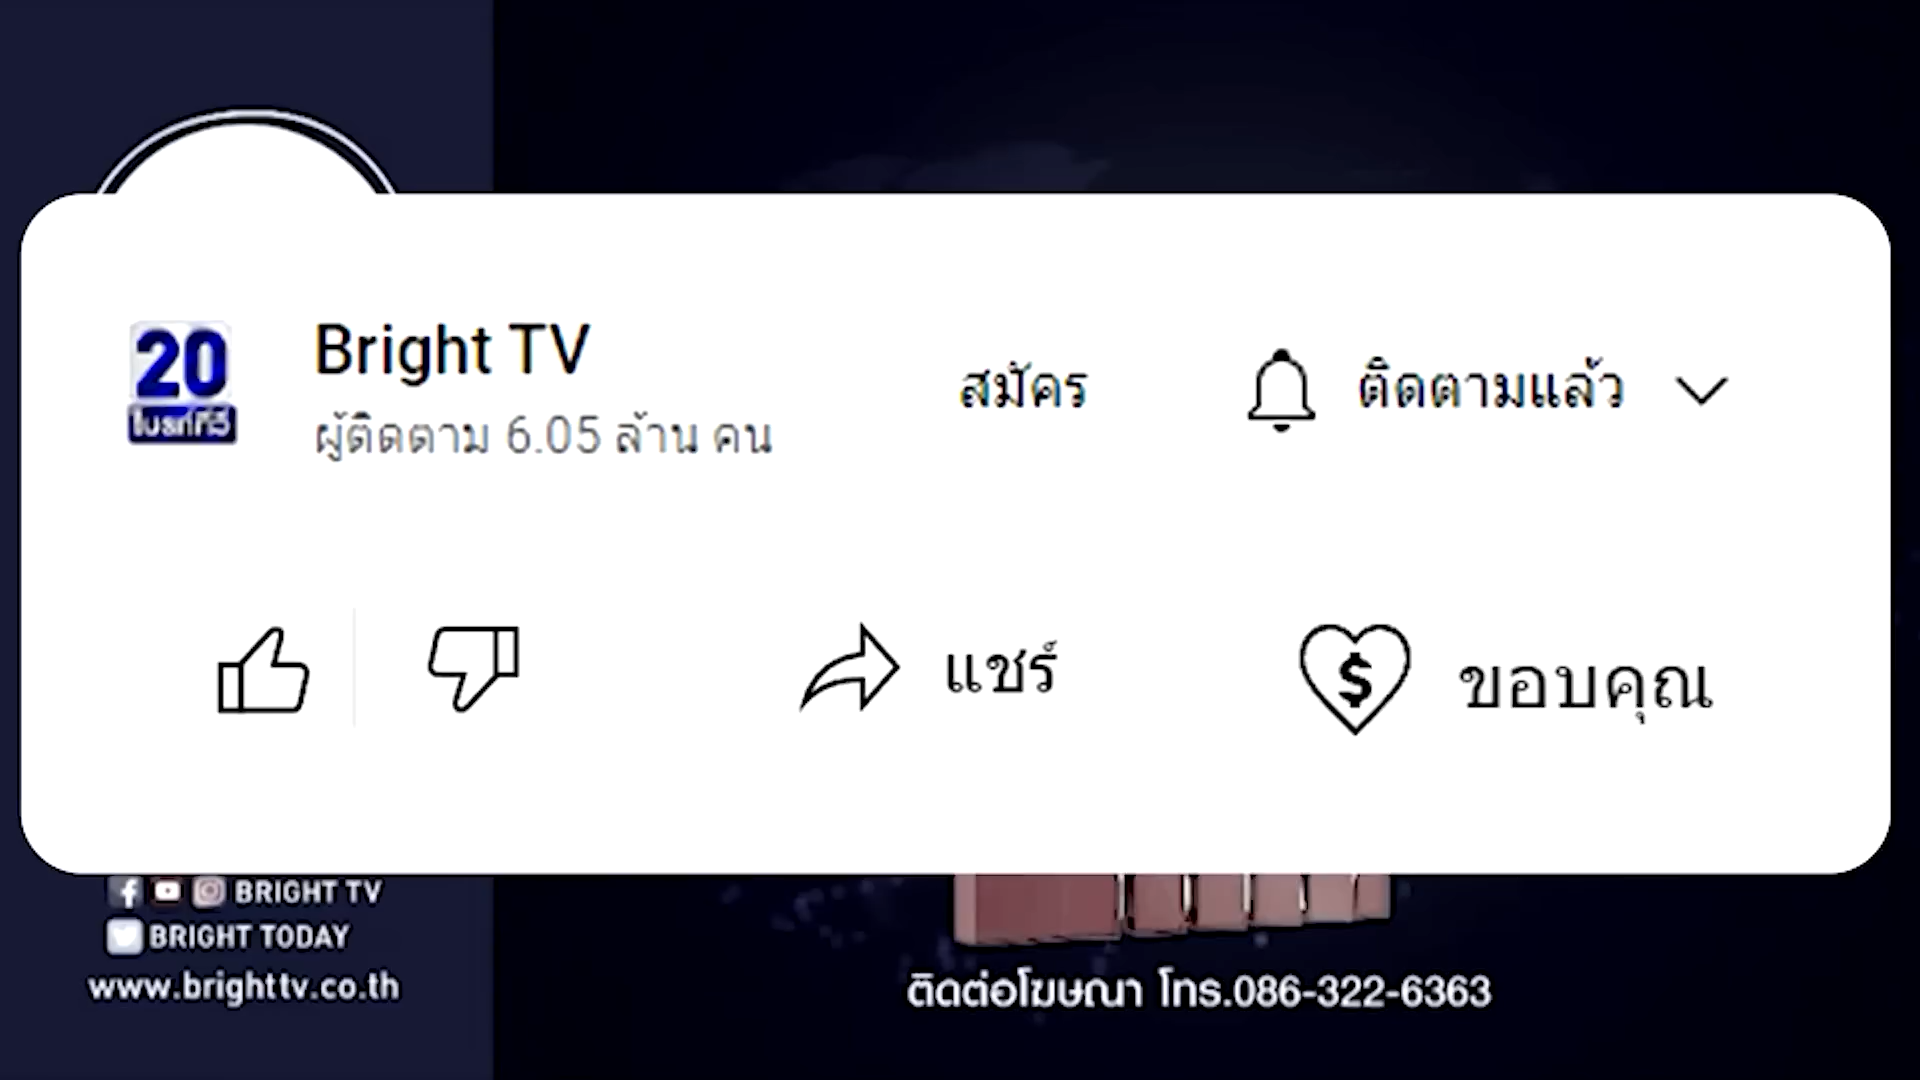 20
ไบรท์ทีวี
Bright TV
ผู้ติดตาม 6.05 ล้าน คน
สมัคร
ติดตามแล้ว
แชร์
$
ขอบคุณ
BRIGHT TV
BRIGHT TODAY
www.brighttv.co.th
ติดต่อโฆษณา โทร.086-322-6363